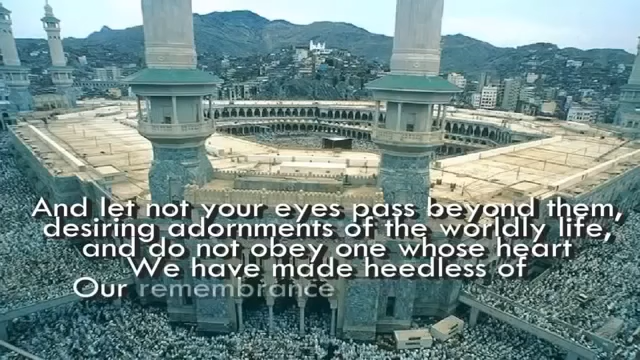 And let not your eyes pass beyond them,
desiring adornments of the worldly life,
and do not obey one whose heart
We have made heedless of
Our remembrance